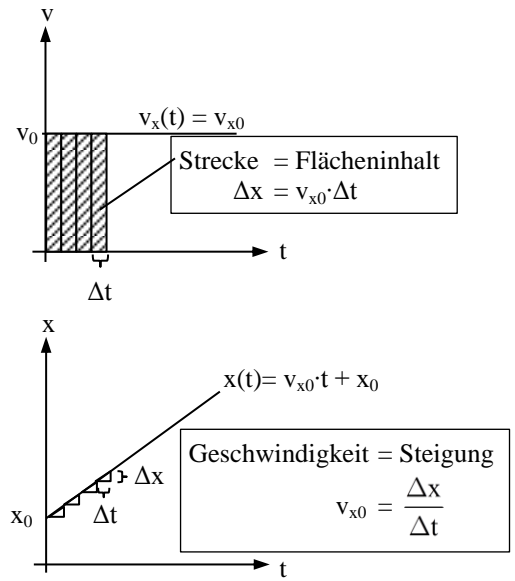 v
v₀
vₓ(t) = vₓ₀
Strecke = Flächeninhalt
Δx = vₓ₀·Δt
t
Δt
x
x(t)= vₓ₀·t + x₀
Δx
Δt
x₀
Geschwindigkeit = Steigung
vₓ₀ = Δx/Δt
t